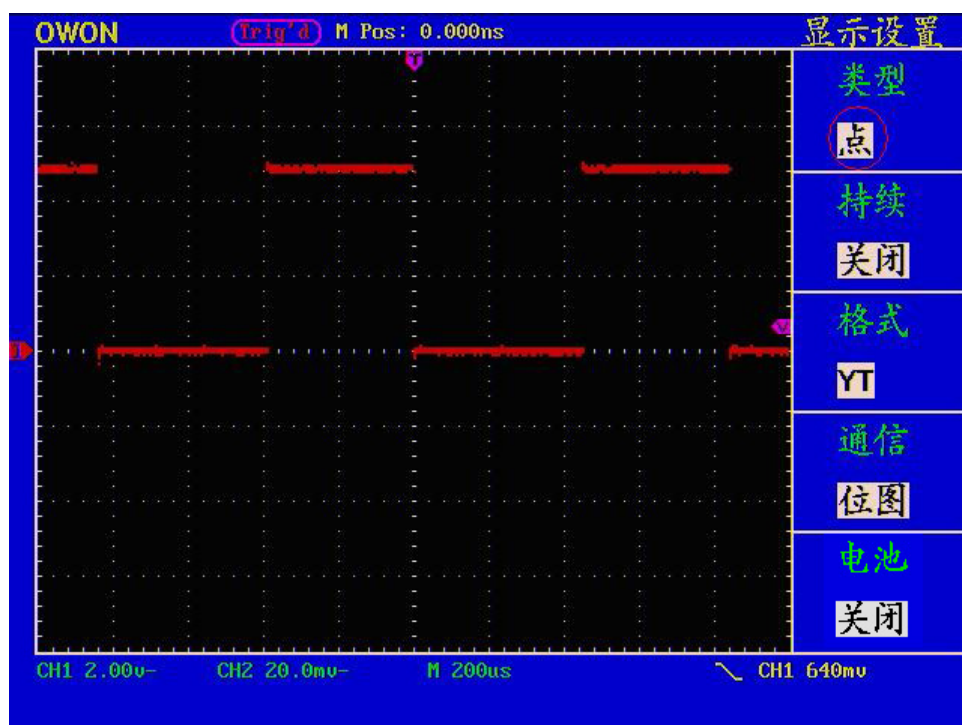 OWON Trig'd M Pos: 0.000ns 显示设置
类型
点
持续
关闭
格式
YT
通信
位图
电池
关闭
T
V
1
CH1 2.00v- CH2 20.0mv- M 200us CH1 640mv